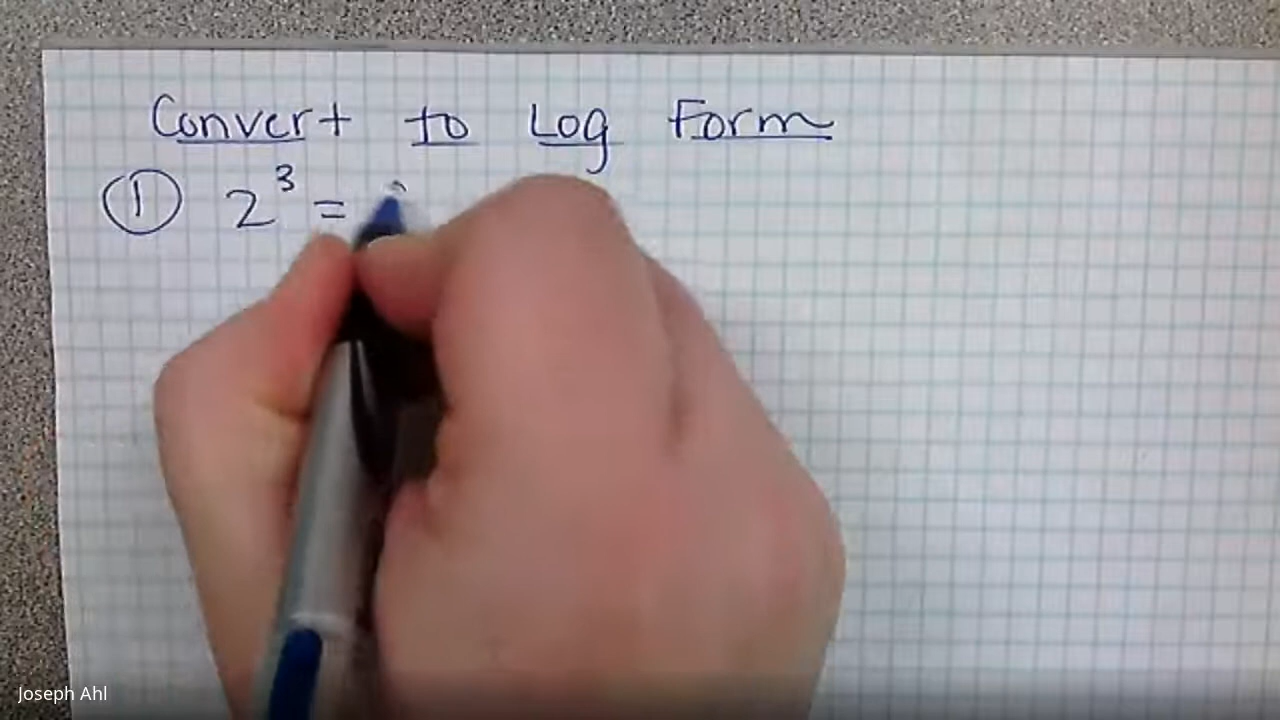 Convert to Log Form
① 2³ =
Joseph Ahl